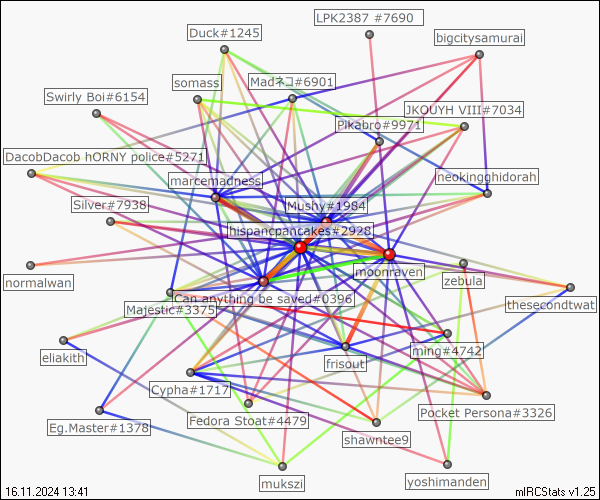 LPK2387 #7690
Duck#1245
bigcitysamurai
somass
Madネコ#6901
Swirly Boi#6154
JKOUYH VIII#7034
Pikabro#9971
DacobDacob hORNY police#5271
marcemadness
neokingghidorah
Silver#7938
Mushy#1984
hispancpancakes#2928
moonraven
normalwan
zebula
Can anything be saved#0396
Majestic#3375
thesecondtwat
eliakith
frisout
ming#4742
Cypha#1717
Fedora Stoat#4479
Pocket Persona#3326
Eg.Master#1378
shawntee9
mukszi
yoshimanden
16.11.2024 13:41
mIRCStats v1.25